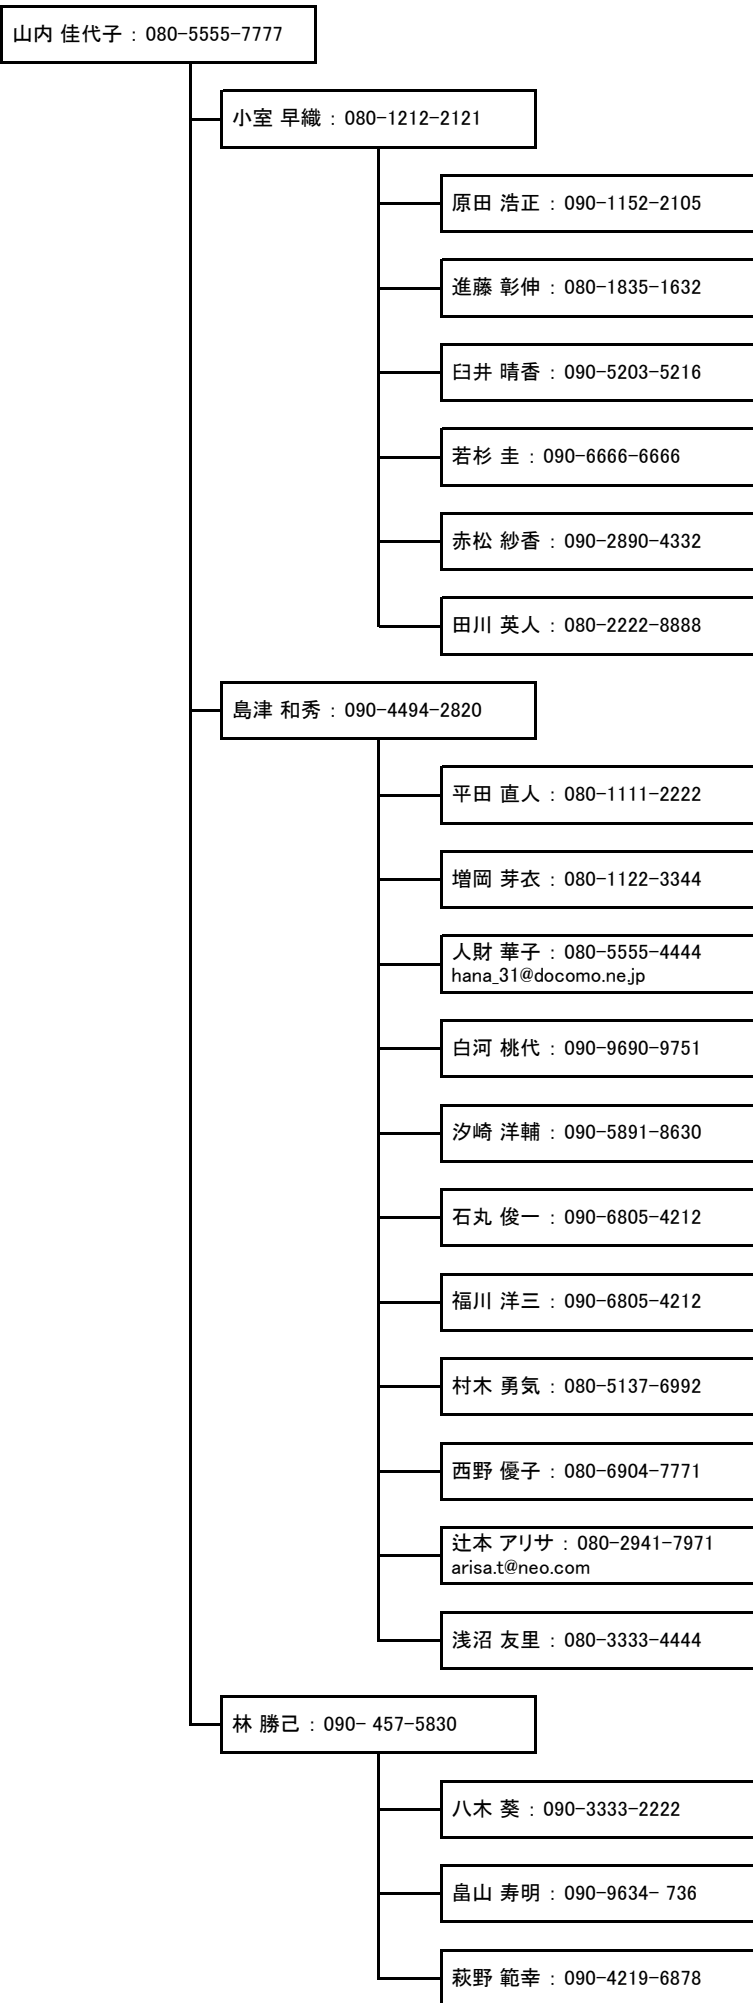 山内 佳代子 : 080-5555-7777
小室 早織 : 080-1212-2121
原田 浩正 : 090-1152-2105
進藤 彰伸 : 080-1835-1632
臼井 晴香 : 090-5203-5216
若杉 圭 : 090-6666-6666
赤松 紗香 : 090-2890-4332
田川 英人 : 080-2222-8888
島津 和秀 : 090-4494-2820
平田 直人 : 080-1111-2222
増岡 芽衣 : 080-1122-3344
人財 華子 : 080-5555-4444
hana_31@docomo.ne.jp
白河 桃代 : 090-9690-9751
汐崎 洋輔 : 090-5891-8630
石丸 俊一 : 090-6805-4212
福川 洋三 : 090-6805-4212
村木 勇気 : 080-5137-6992
西野 優子 : 080-6904-7771
辻本 アリサ : 080-2941-7971
arisa.t@neo.com
浅沼 友里 : 080-3333-4444
林 勝己 : 090- 457-5830
八木 葵 : 090-3333-2222
畠山 寿明 : 090-9634- 736
萩野 範幸 : 090-4219-6878